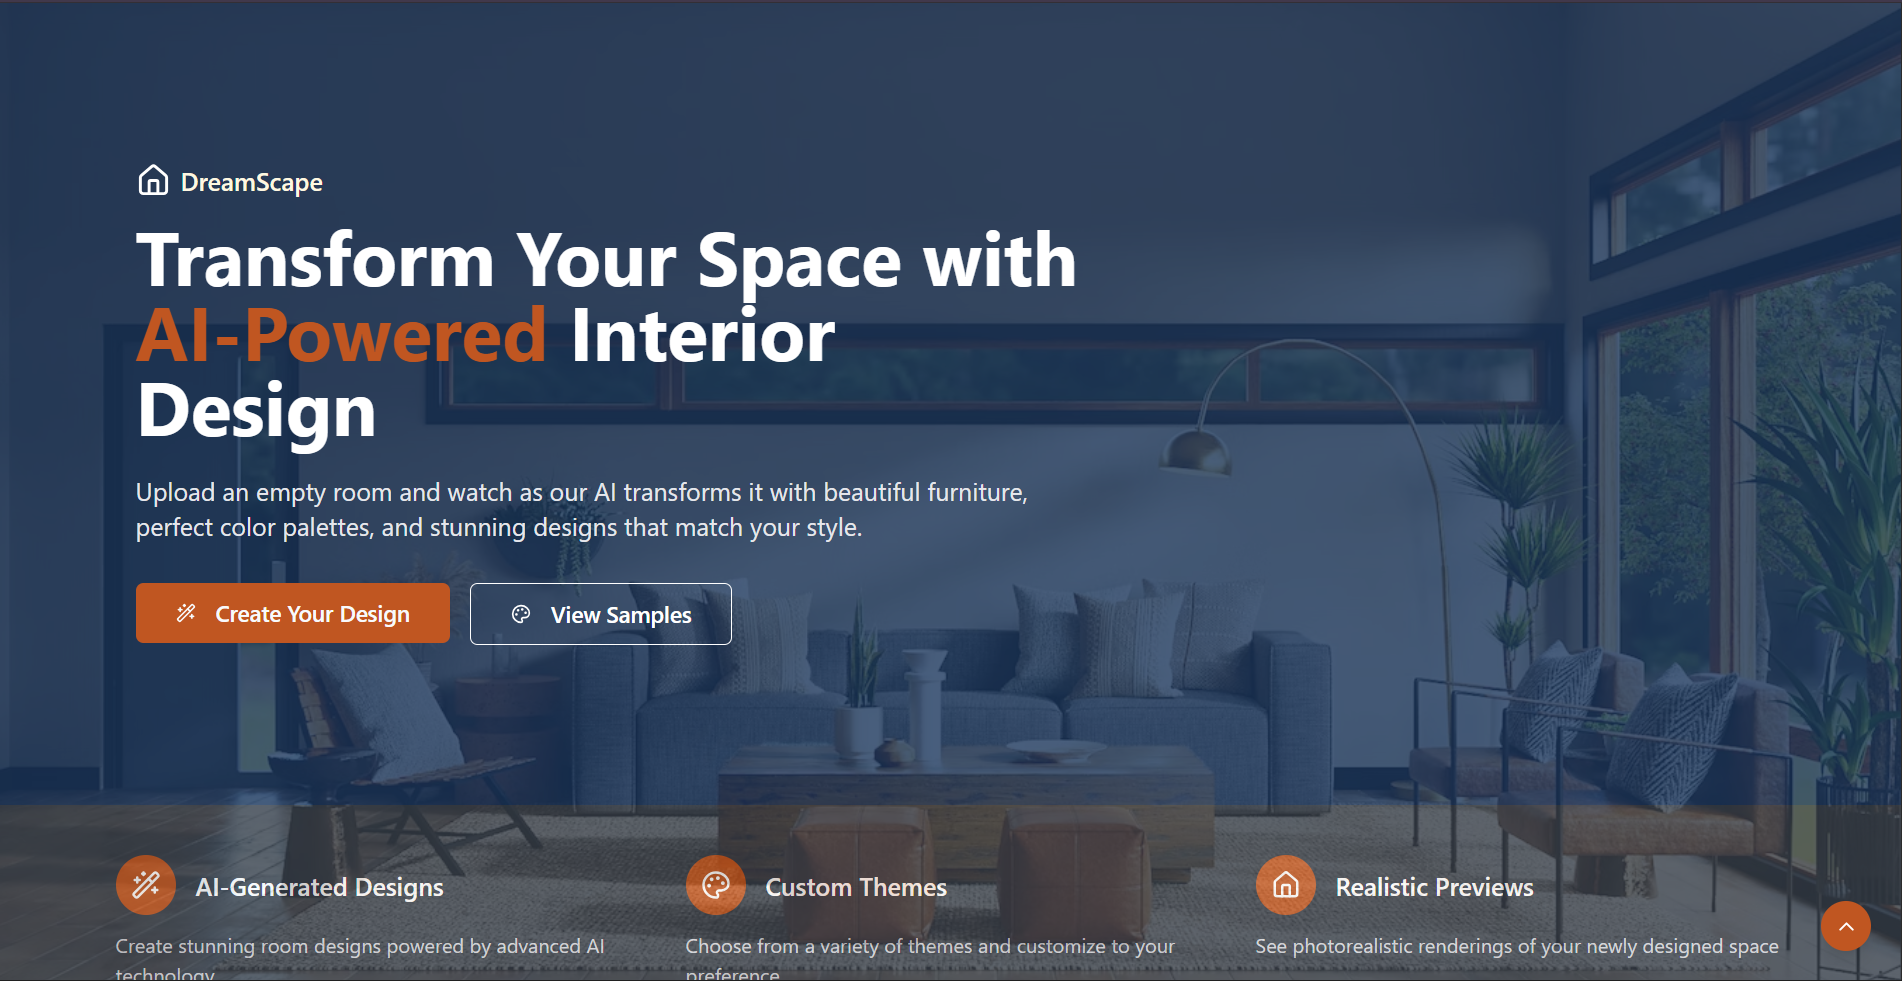 DreamScape
Transform Your Space with
AI-Powered Interior
Design
Upload an empty room and watch as our AI transforms it with beautiful furniture,
perfect color palettes, and stunning designs that match your style.
Create Your Design
View Samples
AI-Generated Designs
Create stunning room designs powered by advanced AI
technology
Custom Themes
Choose from a variety of themes and customize to your
preference
Realistic Previews
See photorealistic renderings of your newly designed space